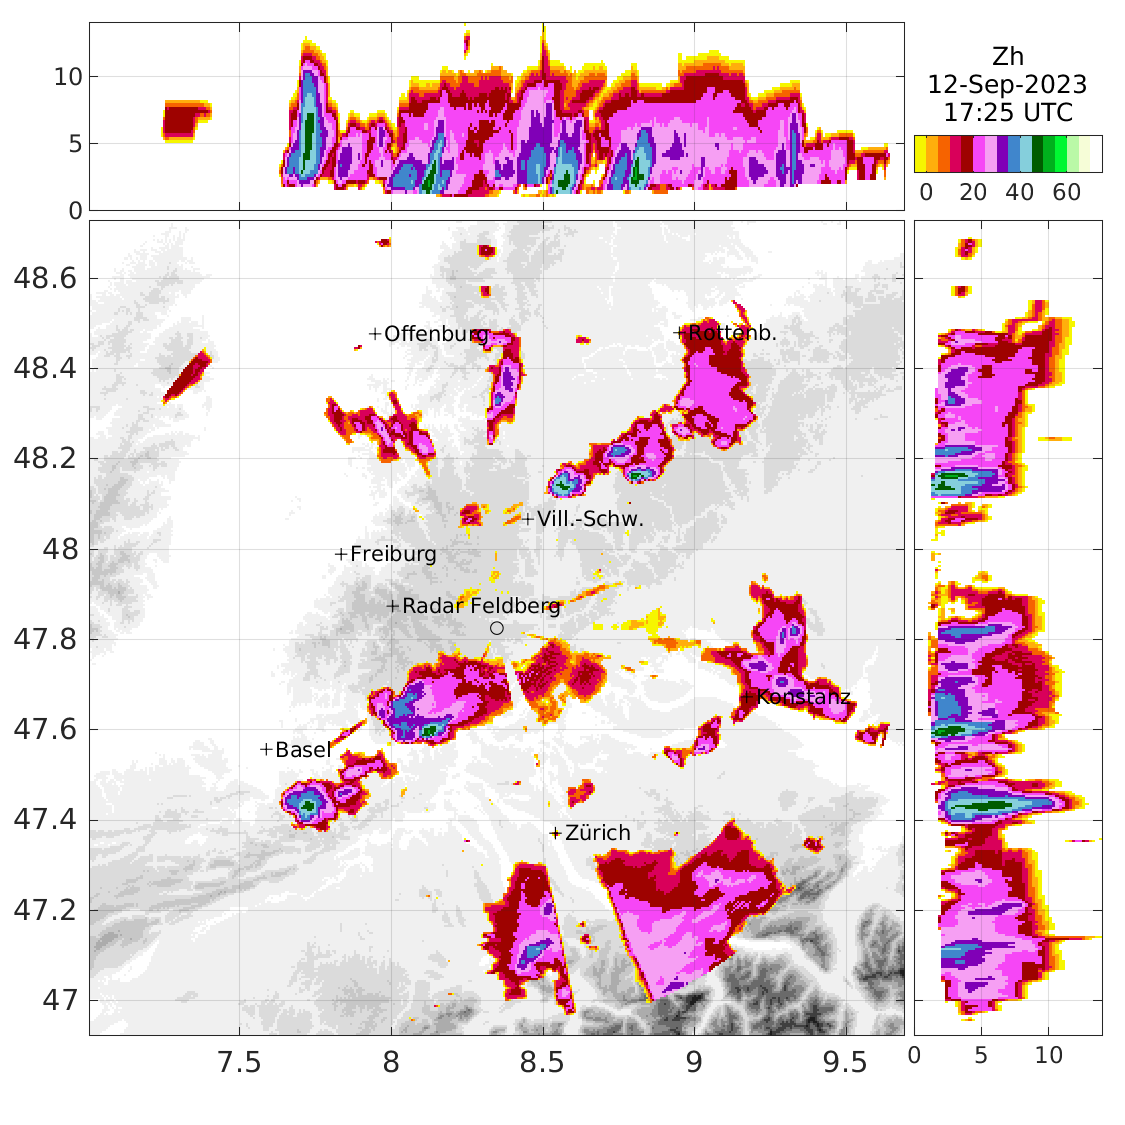 Zh
12-Sep-2023
17:25 UTC
0 20 40 60
10
5
0
48.6
48.4
48.2
48
47.8
47.6
47.4
47.2
47
Offenburg
Rottenb.
Vill.-Schw.
Freiburg
Radar Feldberg
Konstanz
Basel
Zürich
7.5 8 8.5 9 9.5
0 5 10